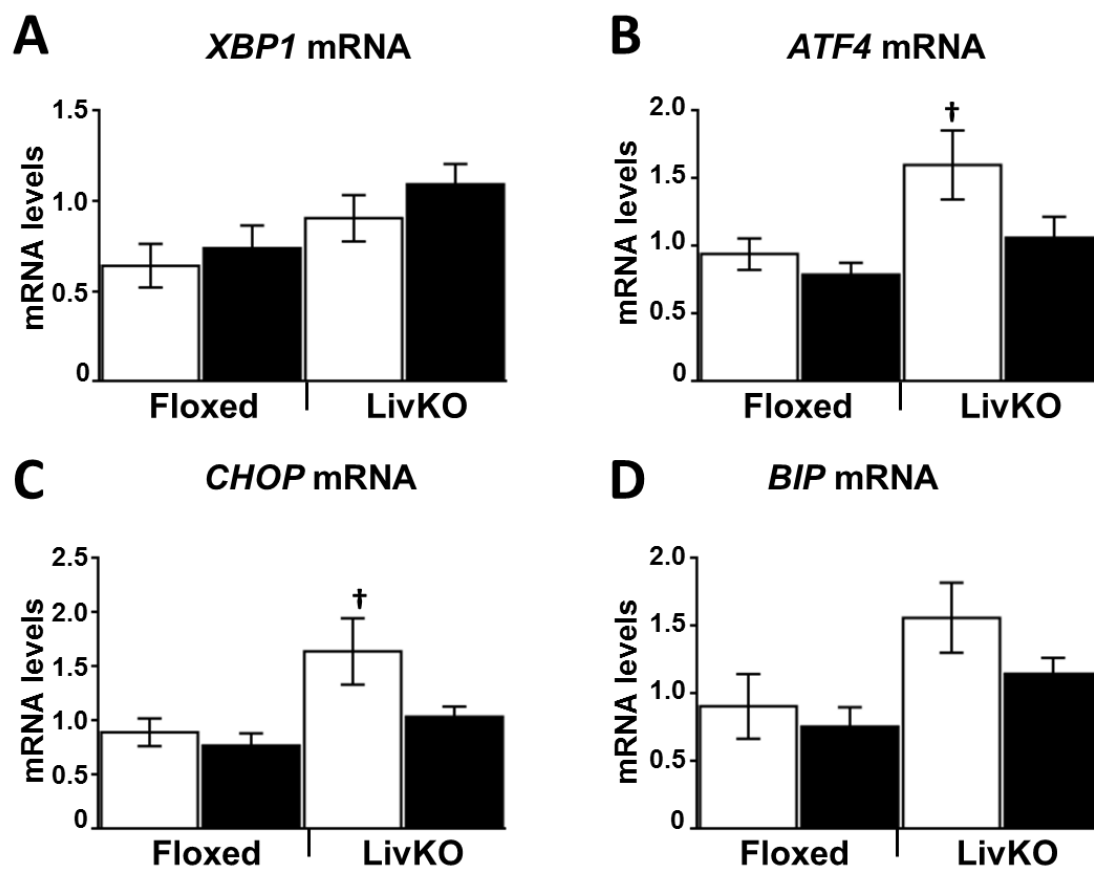 A
XBP1 mRNA
mRNA levels
1.5
1.0
0.5
0
Floxed
LivKO
B
ATF4 mRNA
mRNA levels
2.0
1.5
1.0
0.5
0
†
Floxed
LivKO
C
CHOP mRNA
mRNA levels
2.5
2.0
1.5
1.0
0.5
0
†
Floxed
LivKO
D
BIP mRNA
mRNA levels
2.0
1.5
1.0
0.5
0
Floxed
LivKO